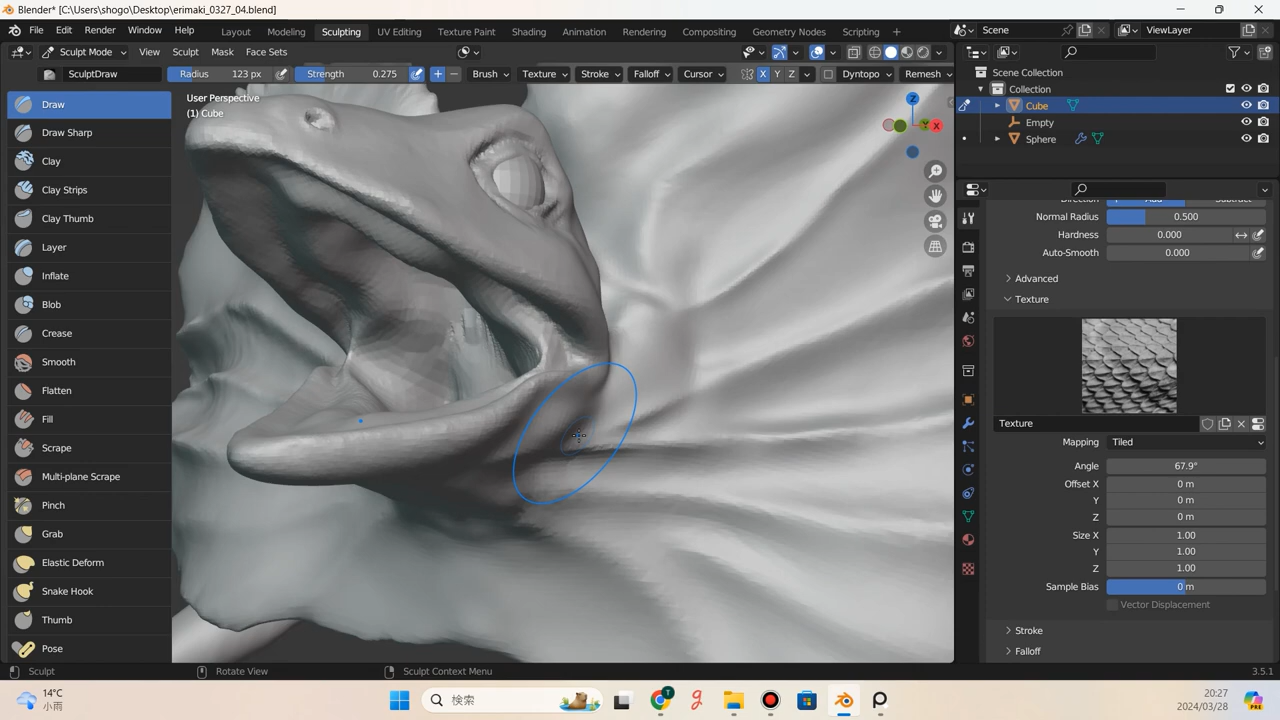 Blender* [C:\Users\shogo\Desktop\erimaki_0327_04.blend]
File Edit Render Window Help Layout Modeling Sculpting UV Editing Texture Paint Shading Animation Rendering Compositing Geometry Nodes Scripting + Scene ViewLayer
Sculpt Mode View Sculpt Mask Face Sets
SculptDraw Radius 123 px Strength 0.275 + − Brush Texture Stroke Falloff Cursor X Y Z Dyntopo Remesh
User Perspective
(1) Cube
Draw
Draw Sharp
Clay
Clay Strips
Clay Thumb
Layer
Inflate
Blob
Crease
Smooth
Flatten
Fill
Scrape
Multi-plane Scrape
Pinch
Grab
Elastic Deform
Snake Hook
Thumb
Pose
Z
Y X
Scene Collection
Collection
Cube
Empty
Sphere
Direction Add Subtract
Normal Radius 0.500
Hardness 0.000
Auto-Smooth 0.000
Advanced
Texture
Texture
Mapping Tiled
Angle 67.9°
Offset X 0 m
Y 0 m
Z 0 m
Size X 1.00
Y 1.00
Z 1.00
Sample Bias 0 m
Vector Displacement
Stroke
Falloff
Sculpt Rotate View Sculpt Context Menu 3.5.1
14°C
小雨
検索
20:27
2024/03/28